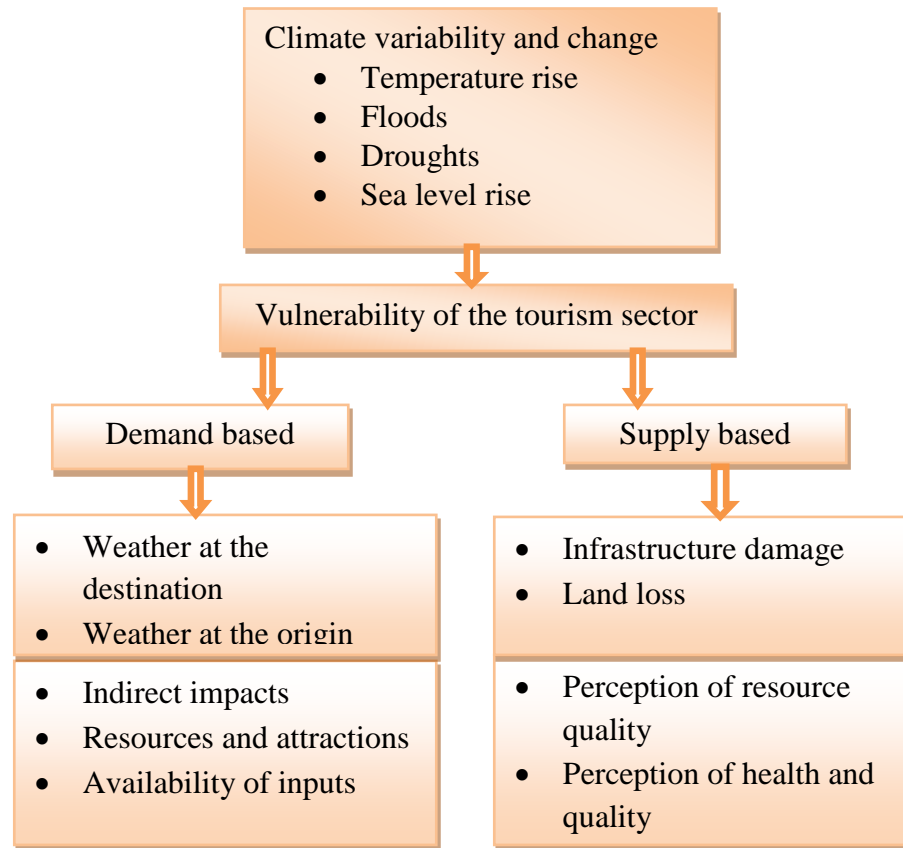 Climate variability and change
• Temperature rise
• Floods
• Droughts
• Sea level rise
Vulnerability of the tourism sector
Demand based
Supply based
• Weather at the
destination
• Weather at the origin
• Infrastructure damage
• Land loss
• Indirect impacts
• Resources and attractions
• Availability of inputs
• Perception of resource
quality
• Perception of health and
quality